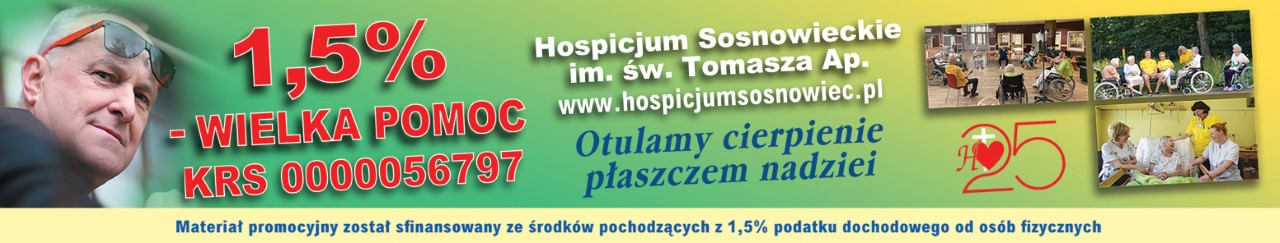 1,5%
- WIELKA POMOC
KRS 0000056797
Hospicjum Sosnowieckie
im. św. Tomasza Ap.
www.hospicjumsosnowiec.pl
Otulamy cierpienie
płaszczem nadziei
H 25
Materiał promocyjny został sfinansowany ze środków pochodzących z 1,5% podatku dochodowego od osób fizycznych